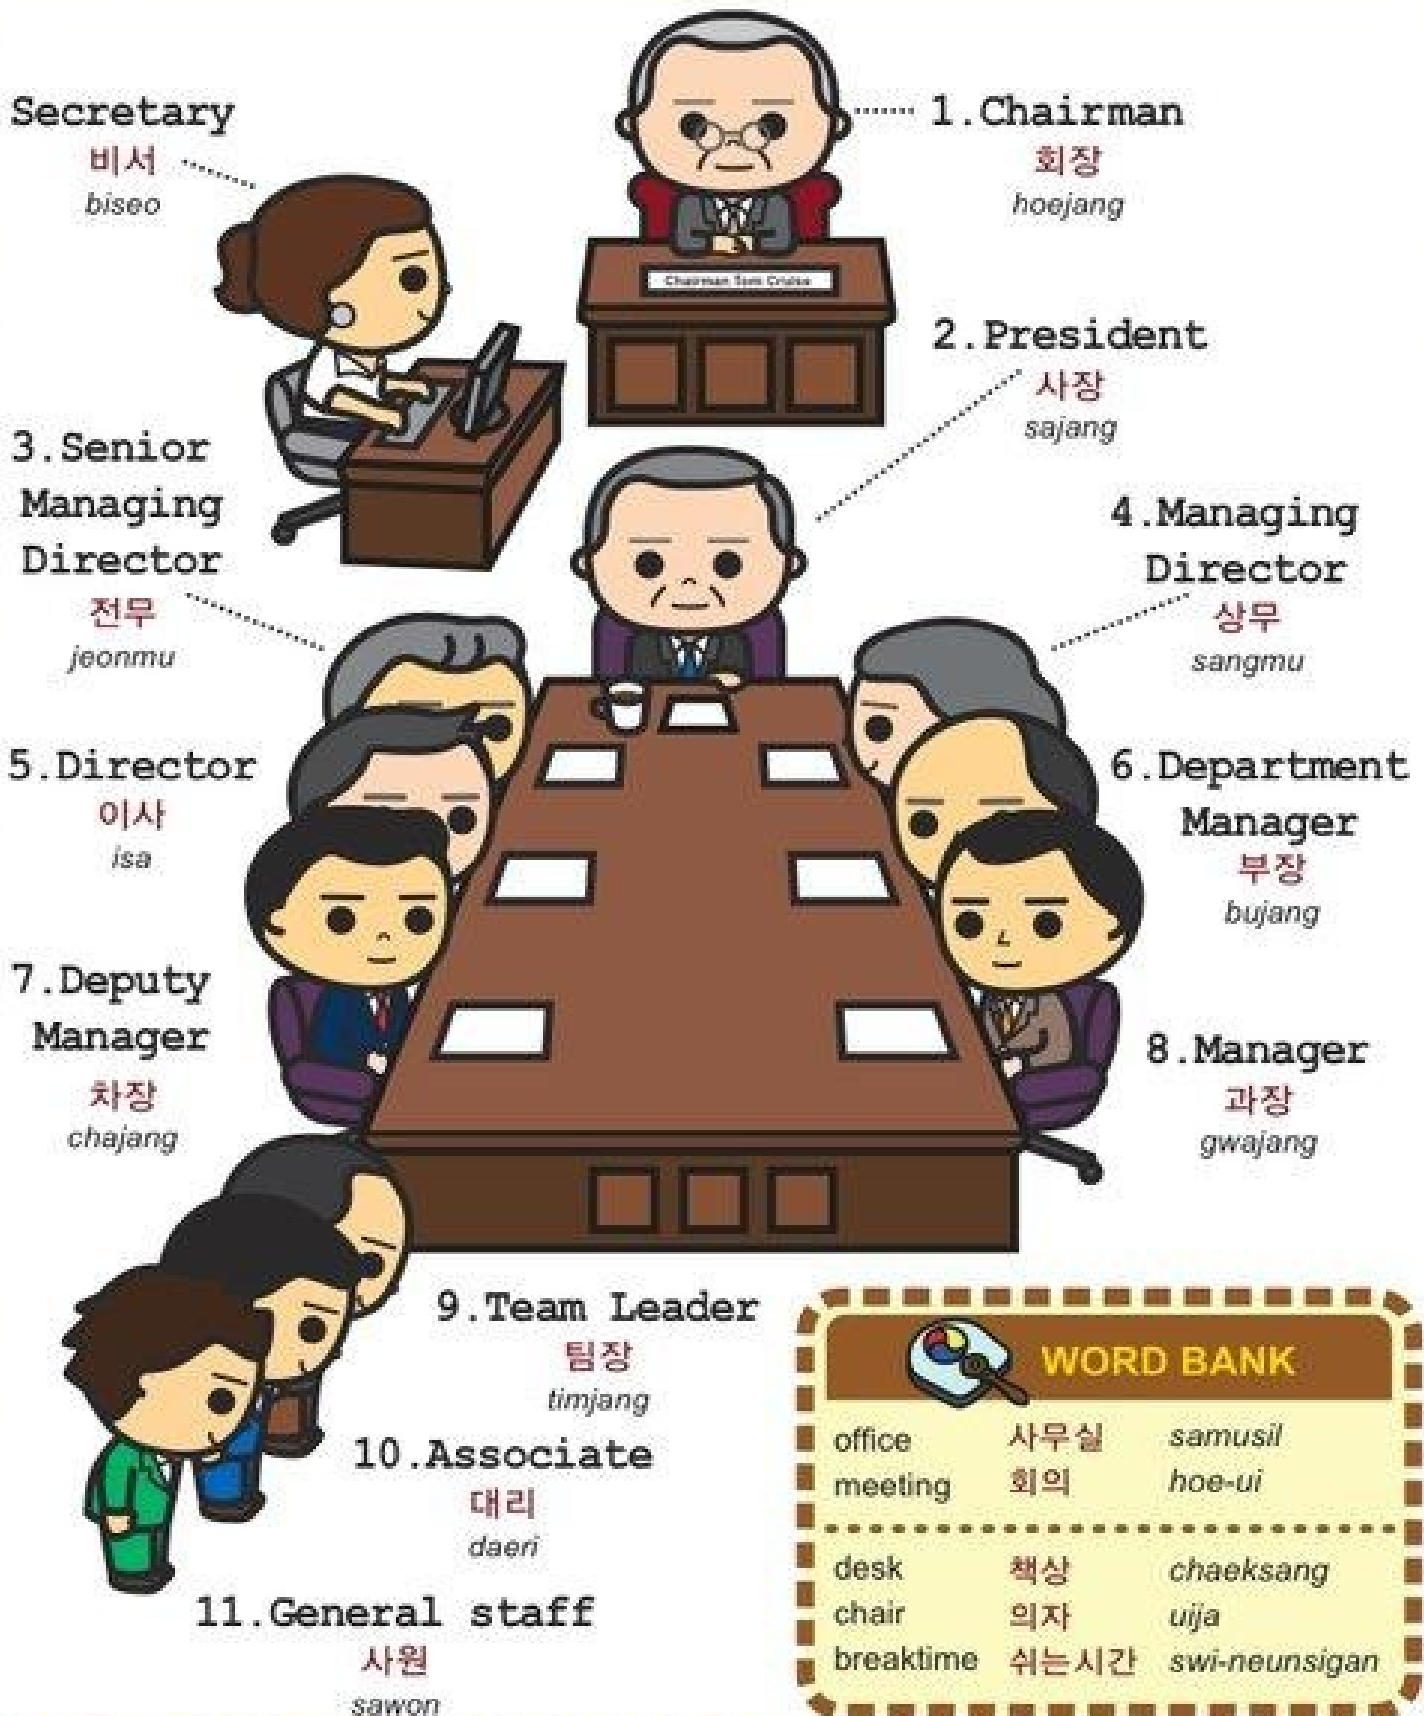 Secretary
비서
biseo
1.Chairman
회장
hoejang
Chairman Tom Cruise
2.President
사장
sajang
3.Senior
Managing
Director
전무
jeonmu
4.Managing
Director
상무
sangmu
5.Director
이사
isa
6.Department
Manager
부장
bujang
7.Deputy
Manager
차장
chajang
8.Manager
과장
gwajang
9.Team Leader
팀장
timjang
10.Associate
대리
daeri
11.General staff
사원
sawon
WORD BANK
office 사무실 samusil
meeting 회의 hoe-ui
desk 책상 chaeksang
chair 의자 uija
breaktime 쉬는시간 swi-neunsigan